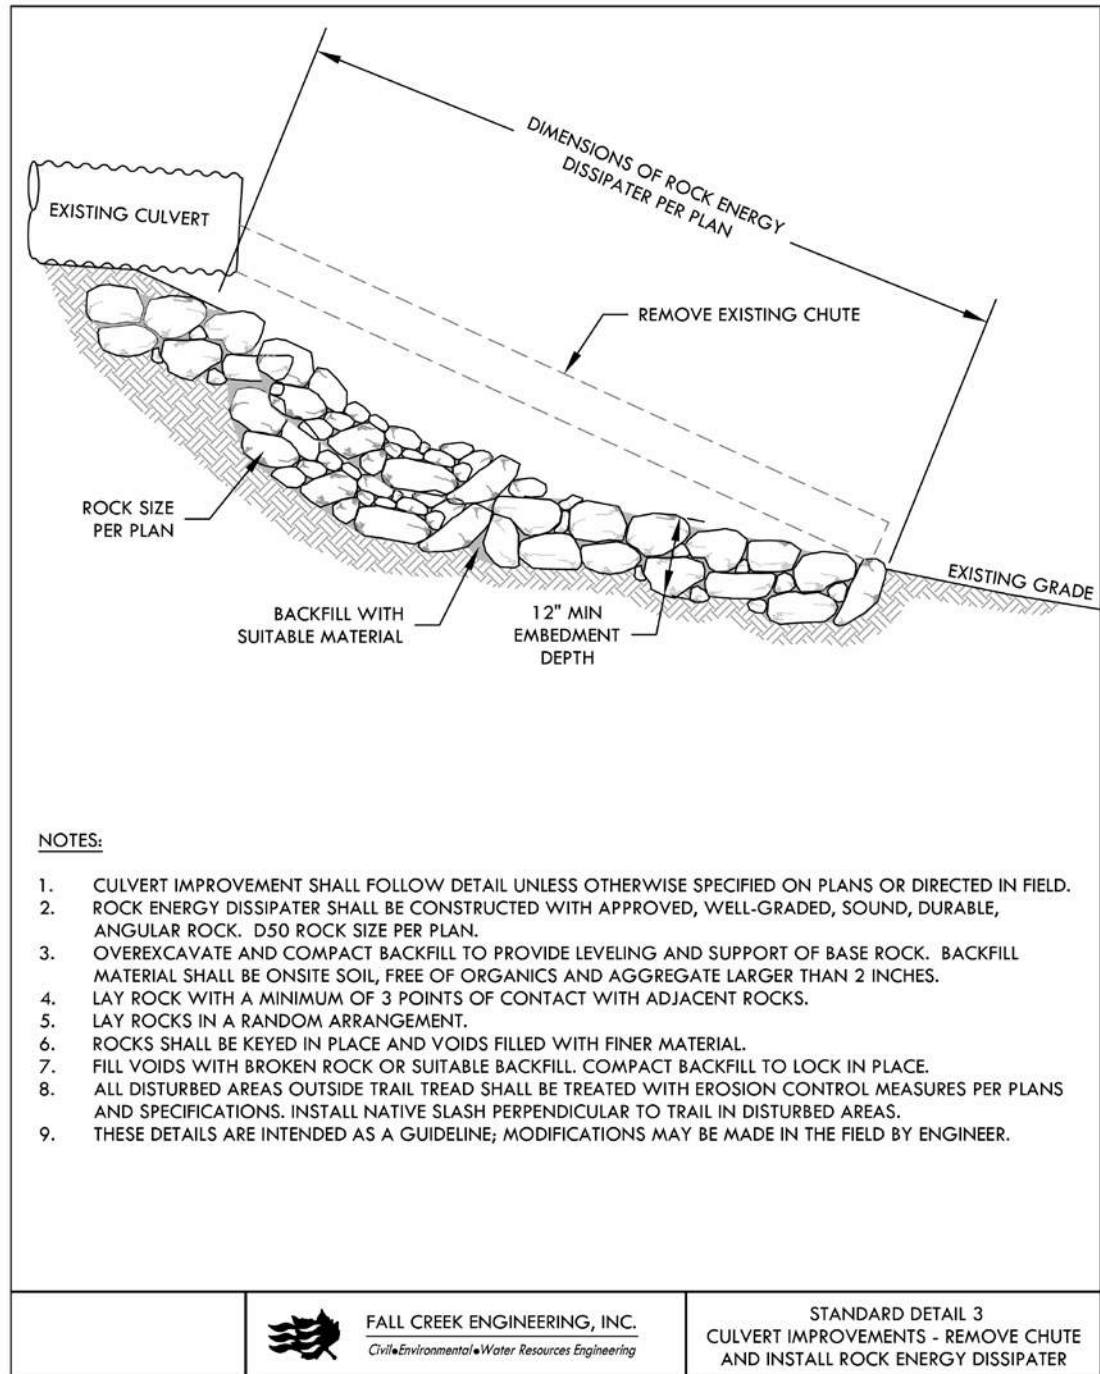 DIMENSIONS OF ROCK ENERGY
DISSIPATER PER PLAN
EXISTING CULVERT
REMOVE EXISTING CHUTE
ROCK SIZE
PER PLAN
BACKFILL WITH
SUITABLE MATERIAL
12" MIN
EMBEDMENT
DEPTH
EXISTING GRADE
NOTES:
1. CULVERT IMPROVEMENT SHALL FOLLOW DETAIL UNLESS OTHERWISE SPECIFIED ON PLANS OR DIRECTED IN FIELD.
2. ROCK ENERGY DISSIPATER SHALL BE CONSTRUCTED WITH APPROVED, WELL-GRADED, SOUND, DURABLE,
ANGULAR ROCK. D50 ROCK SIZE PER PLAN.
3. OVEREXCAVATE AND COMPACT BACKFILL TO PROVIDE LEVELING AND SUPPORT OF BASE ROCK. BACKFILL
MATERIAL SHALL BE ONSITE SOIL, FREE OF ORGANICS AND AGGREGATE LARGER THAN 2 INCHES.
4. LAY ROCK WITH A MINIMUM OF 3 POINTS OF CONTACT WITH ADJACENT ROCKS.
5. LAY ROCKS IN A RANDOM ARRANGEMENT.
6. ROCKS SHALL BE KEYED IN PLACE AND VOIDS FILLED WITH FINER MATERIAL.
7. FILL VOIDS WITH BROKEN ROCK OR SUITABLE BACKFILL. COMPACT BACKFILL TO LOCK IN PLACE.
8. ALL DISTURBED AREAS OUTSIDE TRAIL TREAD SHALL BE TREATED WITH EROSION CONTROL MEASURES PER PLANS
AND SPECIFICATIONS. INSTALL NATIVE SLASH PERPENDICULAR TO TRAIL IN DISTURBED AREAS.
9. THESE DETAILS ARE INTENDED AS A GUIDELINE; MODIFICATIONS MAY BE MADE IN THE FIELD BY ENGINEER.
FALL CREEK ENGINEERING, INC.
Civil•Environmental•Water Resources Engineering
STANDARD DETAIL 3
CULVERT IMPROVEMENTS - REMOVE CHUTE
AND INSTALL ROCK ENERGY DISSIPATER